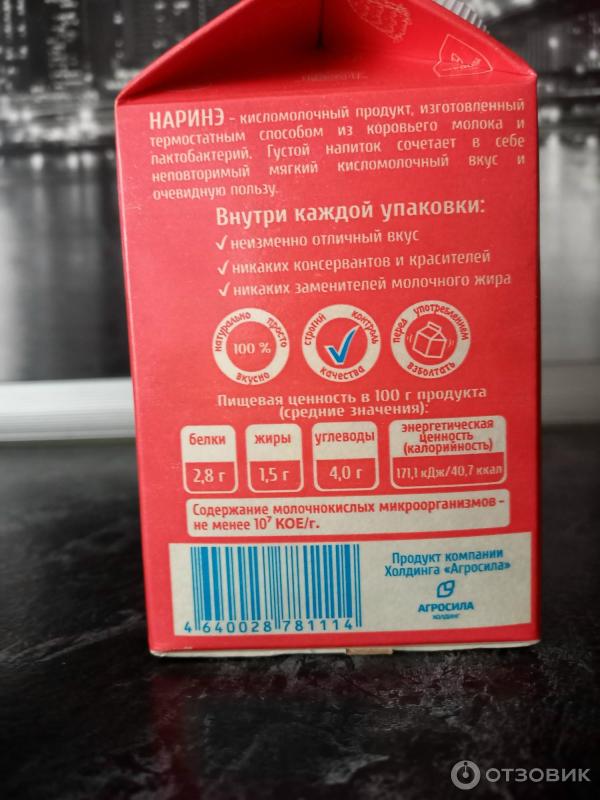 НАРИНЭ - кисломолочный продукт, изготовленный
термостатным способом из коровьего молока и
лактобактерий. Густой напиток сочетает в себе
неповторимый мягкий кисломолочный вкус и
очевидную пользу.
Внутри каждой упаковки:
✓ неизменно отличный вкус
✓ никаких консервантов и красителей
✓ никаких заменителей молочного жира
натурально просто
100 %
вкусно
строгий контроль
качества
перед употреблением
взболтать
Пищевая ценность в 100 г продукта
(средние значения):
белки
2,8 г
жиры
1,5 г
углеводы
4,0 г
энергетическая
ценность
(калорийность)
171,1 кДж/40,7 ккал
Содержание молочнокислых микроорганизмов -
не менее 10⁷ КОЕ/г.
4 640028 781114
Продукт компании
Холдинга «Агросила»
АГРОСИЛА
холдинг
ОТЗОВИК